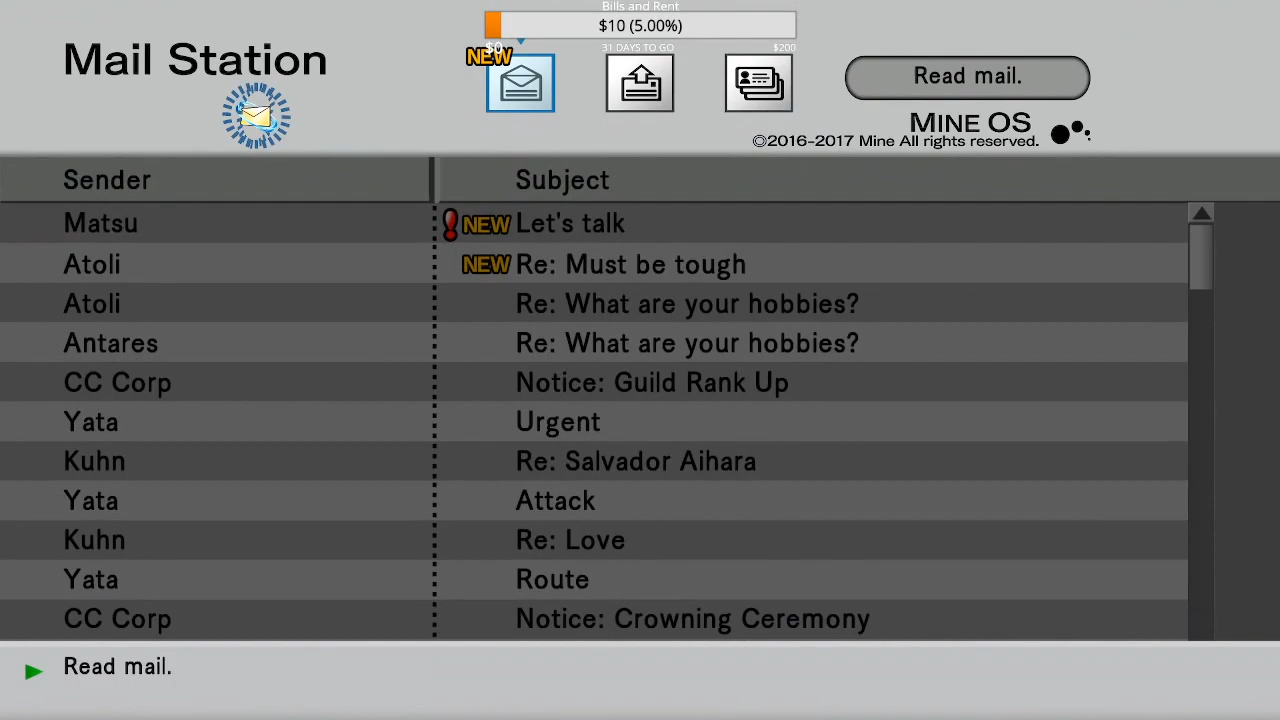 Bills and Rent
$10 (5.00%)
$0 31 DAYS TO GO $200
Mail Station
NEW
Read mail.
MINE OS
©2016-2017 Mine All rights reserved.
Sender Subject
Matsu NEW Let's talk
Atoli NEW Re: Must be tough
Atoli Re: What are your hobbies?
Antares Re: What are your hobbies?
CC Corp Notice: Guild Rank Up
Yata Urgent
Kuhn Re: Salvador Aihara
Yata Attack
Kuhn Re: Love
Yata Route
CC Corp Notice: Crowning Ceremony
Read mail.